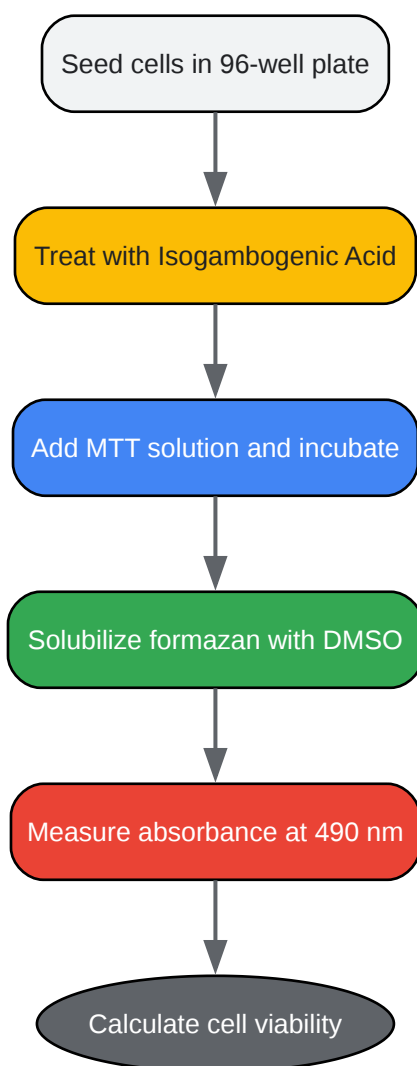 Seed cells in 96-well plate
Treat with Isogambogenic Acid
Add MTT solution and incubate
Solubilize formazan with DMSO
Measure absorbance at 490 nm
Calculate cell viability